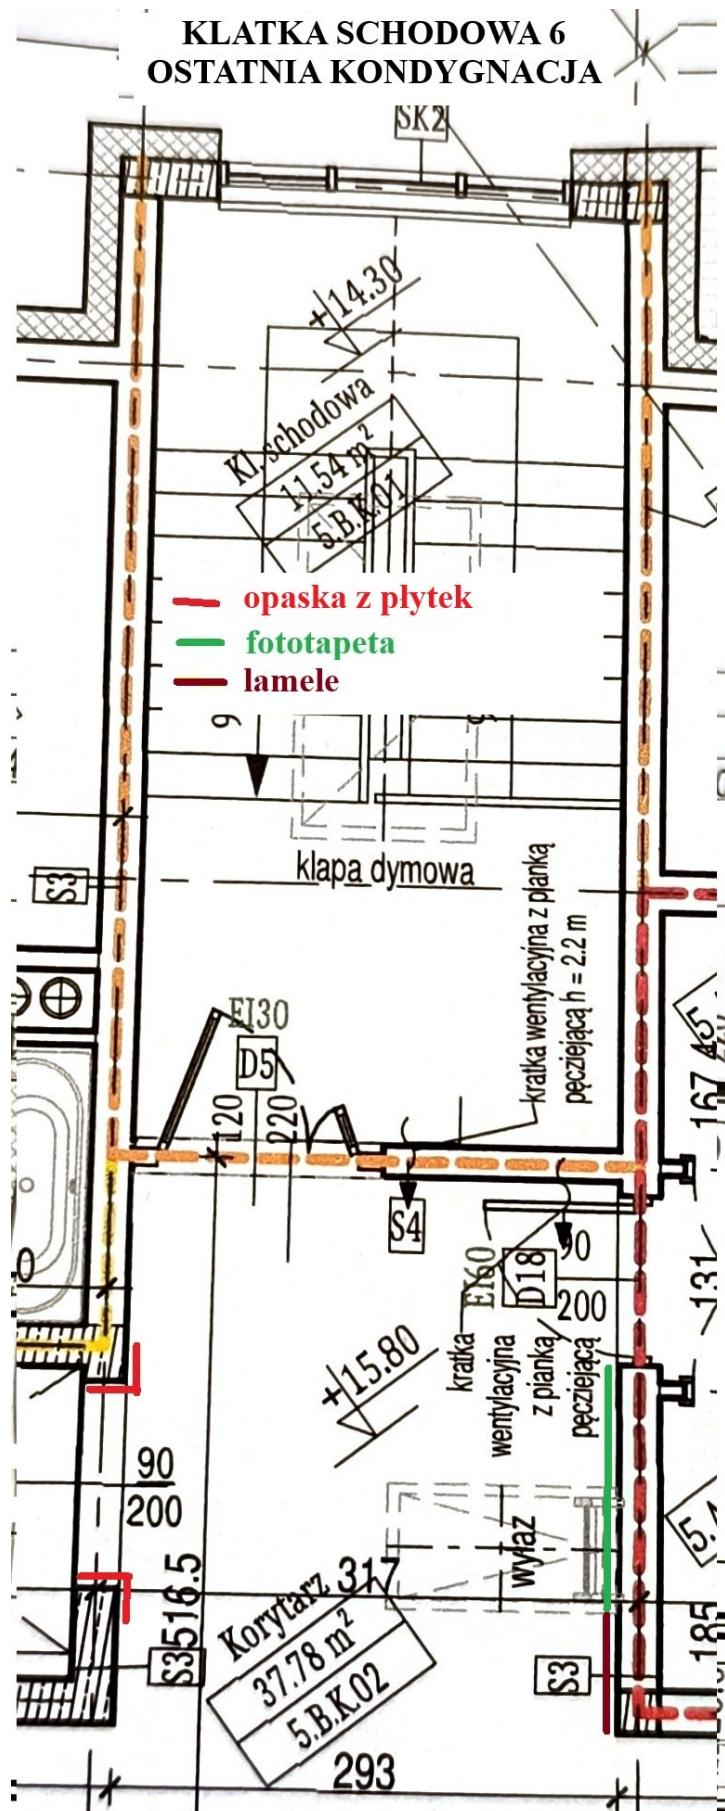 KLATKA SCHODOWA 6
OSTATNIA KONDYGNACJA
SK2
+14.30
Kl. schodowa
11.54 m²
5.B.K.01
opaska z płytek
fototapeta
lamele
9
klapa dymowa
S3
kratka wentylacyjna z pianką
pęczniejącą h = 2.2 m
EI30
D5
120
220
167
S4
EI60
D18
90
200
131
kratka
wentylacyjna
z pianką
pęczniejącą
+15.80
90
200
wyłaz
317
516.5
Korytarz
37.78 m²
5.B.K.02
S3
S3
185
293